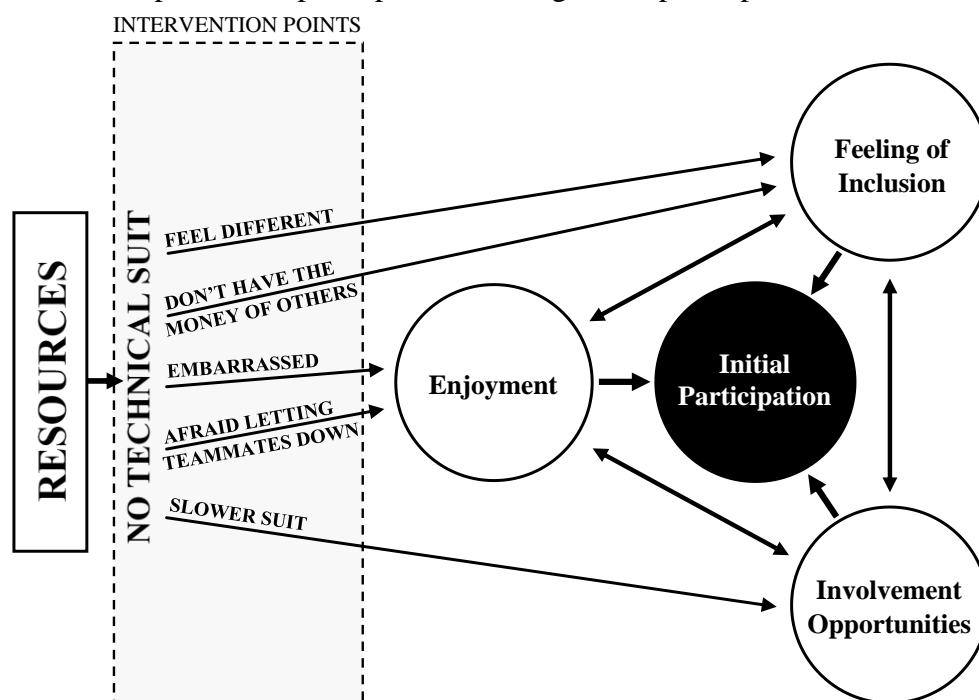 INTERVENTION POINTS
RESOURCES
NO TECHNICAL SUIT
FEEL DIFFERENT
DON'T HAVE THE
MONEY OF OTHERS
EMBARRASSED
AFRAID LETTING
TEAMMATES DOWN
SLOWER SUIT
Enjoyment
Feeling of
Inclusion
Initial
Participation
Involvement
Opportunities